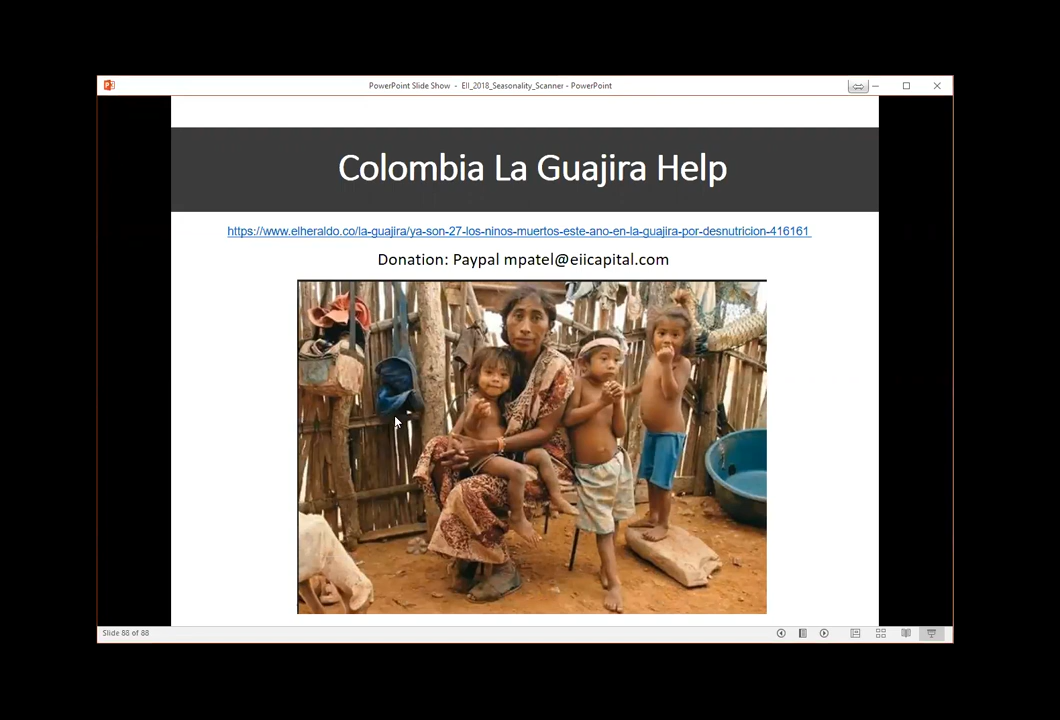 PowerPoint Slide Show - EII_2018_Seasonality_Scanner - PowerPoint
Colombia La Guajira Help
https://www.elheraldo.co/la-guajira/ya-son-27-los-ninos-muertos-este-ano-en-la-guajira-por-desnutricion-416161
Donation: Paypal mpatel@eiicapital.com
Slide 88 of 88